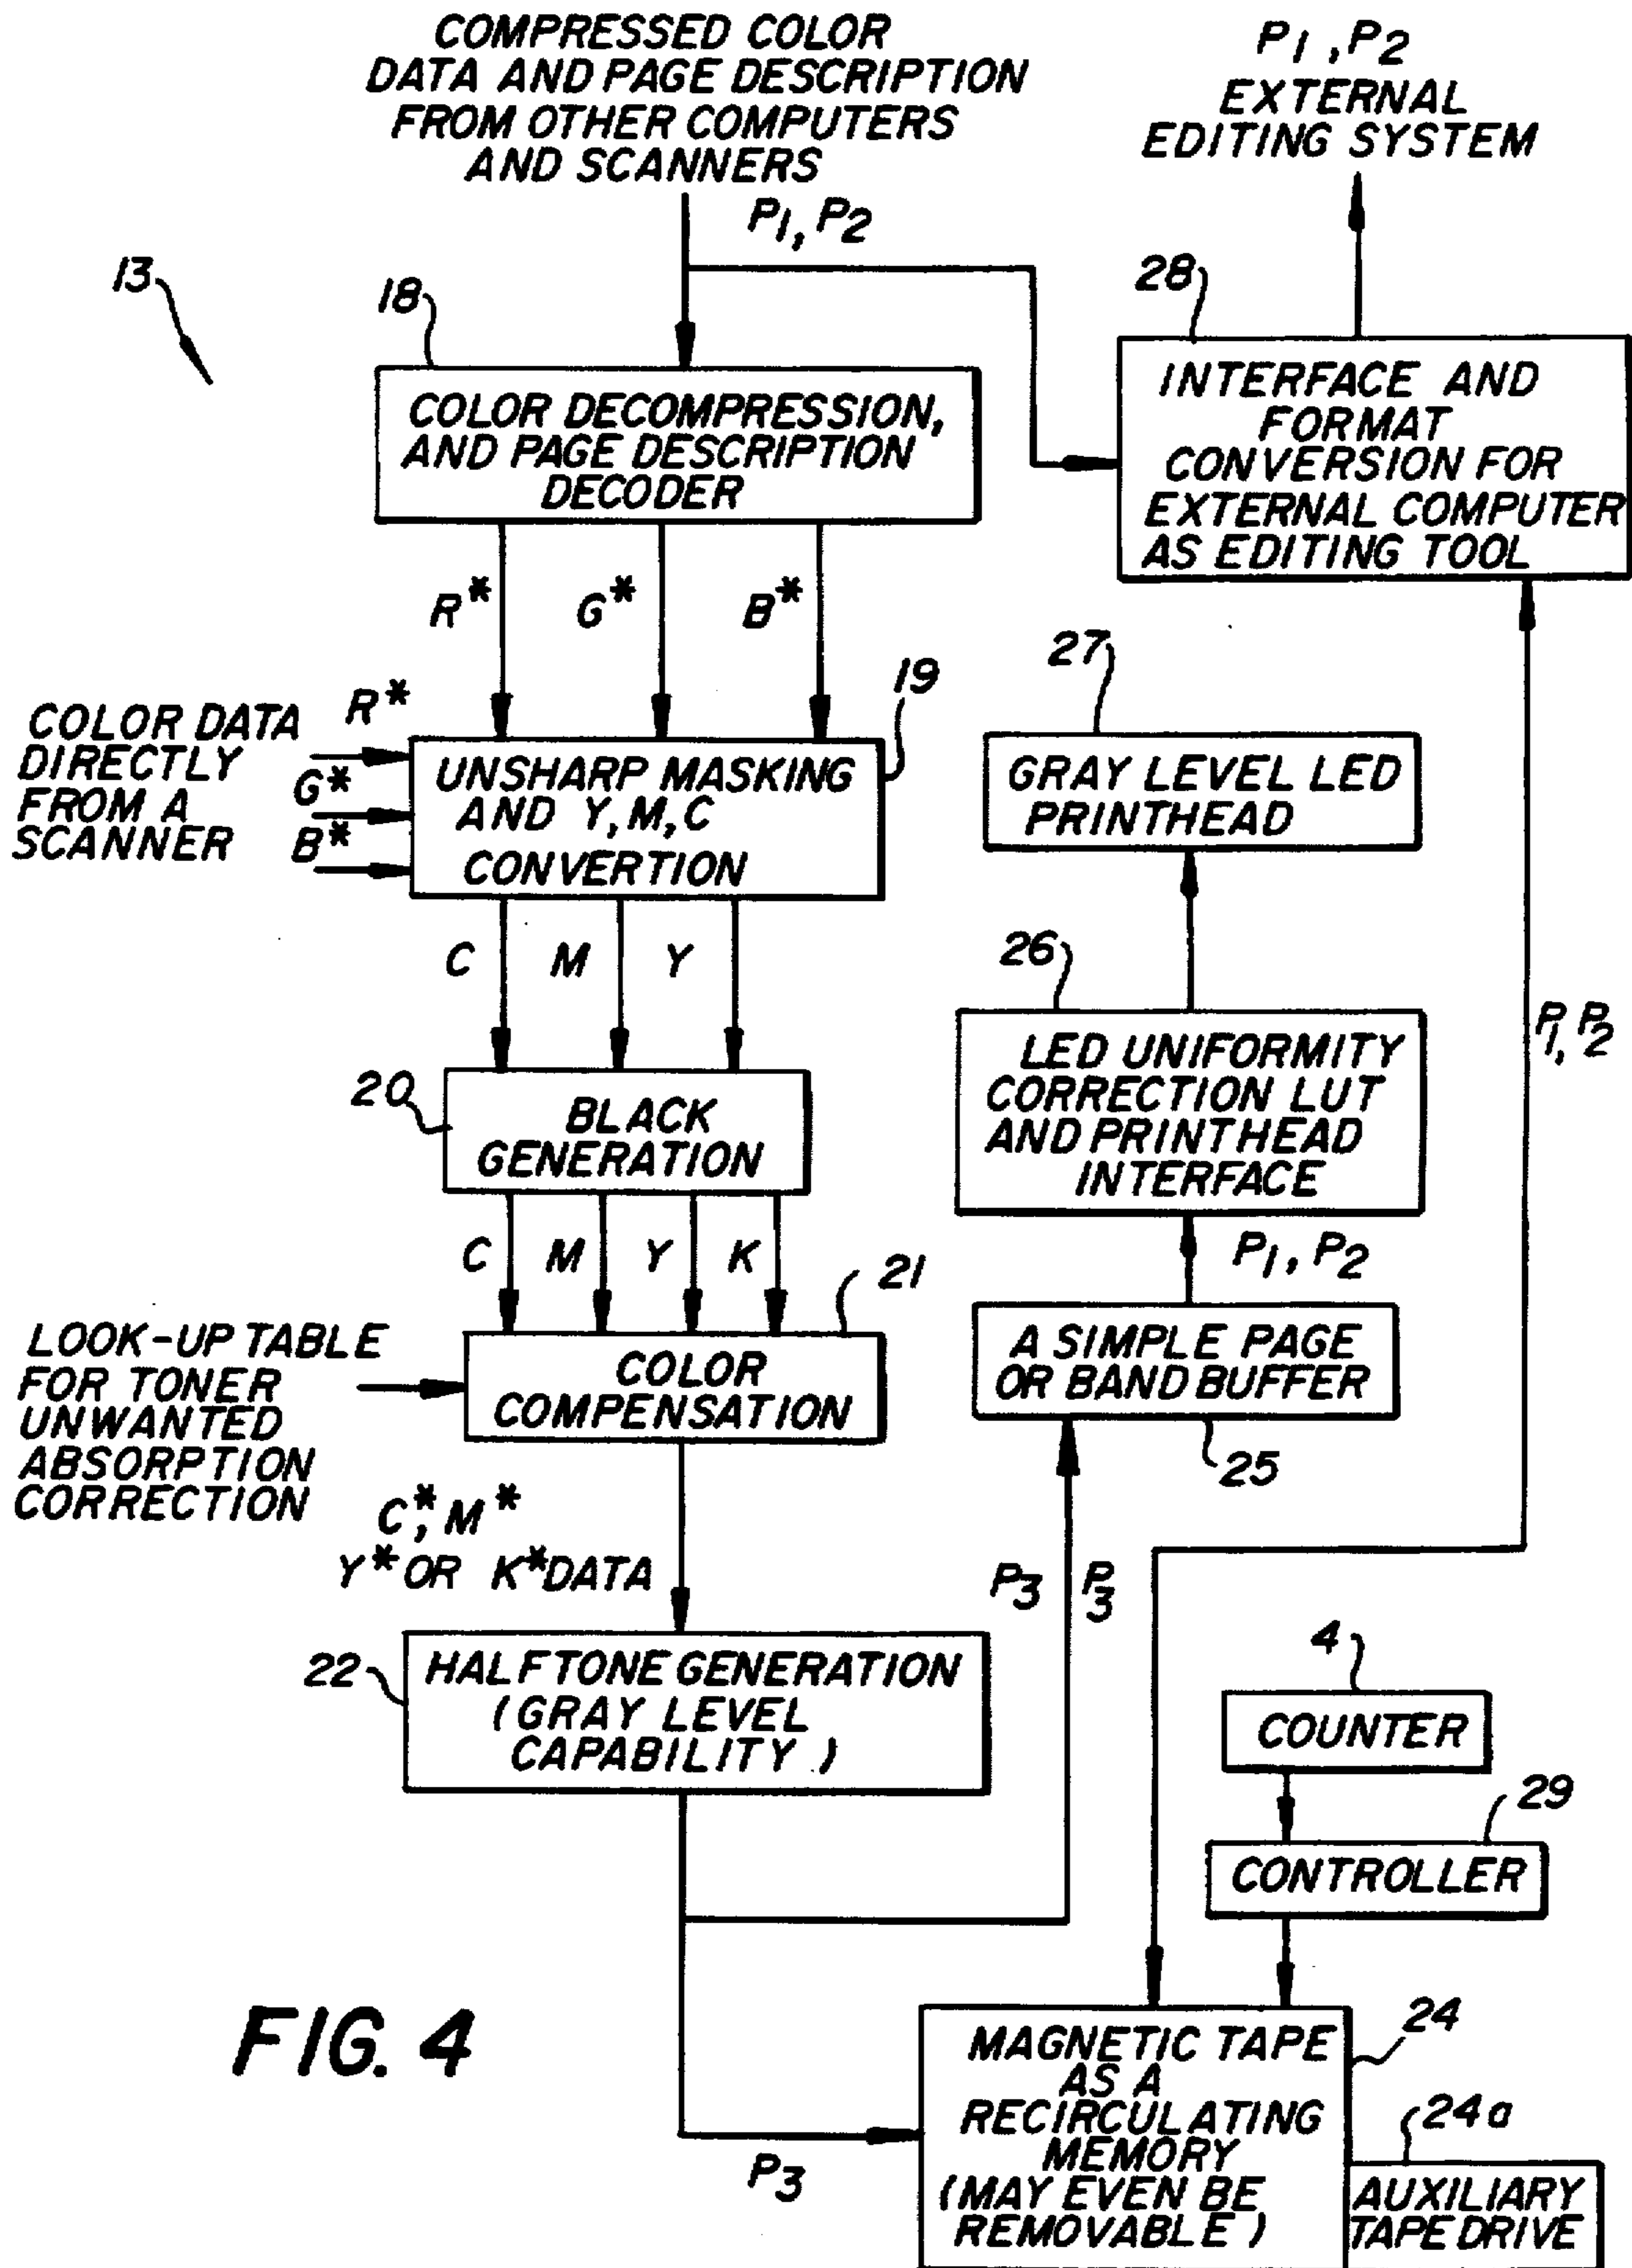 COMPRESSED COLOR
DATA AND PAGE DESCRIPTION
FROM OTHER COMPUTERS
AND SCANNERS
P1, P2
P1, P2
EXTERNAL
EDITING SYSTEM
13
18
COLOR DECOMPRESSION,
AND PAGE DESCRIPTION
DECODER
28
INTERFACE AND
FORMAT
CONVERSION FOR
EXTERNAL COMPUTER
AS EDITING TOOL
R* G* B*
COLOR DATA
DIRECTLY
FROM A
SCANNER
R*
G*
B*
19
UNSHARP MASKING
AND Y, M, C
CONVERTION
27
GRAY LEVEL LED
PRINTHEAD
C M Y
26
LED UNIFORMITY
CORRECTION LUT
AND PRINTHEAD
INTERFACE
P1, P2
20
BLACK
GENERATION
P1, P2
C M Y K
21
LOOK-UP TABLE
FOR TONER
UNWANTED
ABSORPTION
CORRECTION
COLOR
COMPENSATION
A SIMPLE PAGE
OR BAND BUFFER
25
C*, M*
Y* OR K* DATA
P3 P3
22
HALFTONE GENERATION
(GRAY LEVEL
CAPABILITY)
4
COUNTER
29
CONTROLLER
FIG. 4
P3
24
MAGNETIC TAPE
AS A
RECIRCULATING
MEMORY
(MAY EVEN BE
REMOVABLE)
24a
AUXILIARY
TAPE DRIVE